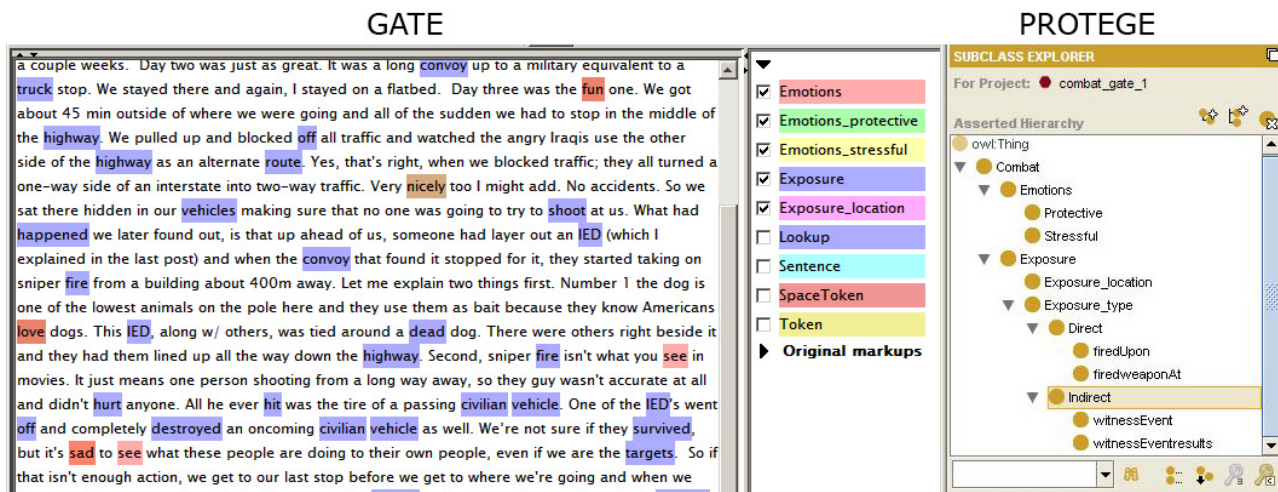 GATE
a couple weeks.  Day two was just as great. It was a long convoy up to a military equivalent to a
truck stop. We stayed there and again, I stayed on a flatbed.  Day three was the fun one. We got
about 45 min outside of where we were going and all of the sudden we had to stop in the middle of
the highway. We pulled up and blocked off all traffic and watched the angry Iraqis use the other
side of the highway as an alternate route. Yes, that's right, when we blocked traffic; they all turned a
one-way side of an interstate into two-way traffic. Very nicely too I might add. No accidents. So we
sat there hidden in our vehicles making sure that no one was going to try to shoot at us. What had
happened we later found out, is that up ahead of us, someone had layer out an IED (which I
explained in the last post) and when the convoy that found it stopped for it, they started taking on
sniper fire from a building about 400m away. Let me explain two things first. Number 1 the dog is
one of the lowest animals on the pole here and they use them as bait because they know Americans
love dogs. This IED, along w/ others, was tied around a dead dog. There were others right beside it
and they had them lined up all the way down the highway. Second, sniper fire isn't what you see in
movies. It just means one person shooting from a long way away, so they guy wasn't accurate at all
and didn't hurt anyone. All he ever hit was the tire of a passing civilian vehicle. One of the IED's went
off and completely destroyed an oncoming civilian vehicle as well. We're not sure if they survived,
but it's sad to see what these people are doing to their own people, even if we are the targets.  So if
that isn't enough action, we get to our last stop before we get to where we're going and when we
Emotions
Emotions_protective
Emotions_stressful
Exposure
Exposure_location
Lookup
Sentence
SpaceToken
Token
Original markups
PROTEGE
SUBCLASS EXPLORER
For Project: combat_gate_1
Asserted Hierarchy
owl:Thing
Combat
Emotions
Protective
Stressful
Exposure
Exposure_location
Exposure_type
Direct
firedUpon
firedweaponAt
Indirect
witnessEvent
witnessEventresults